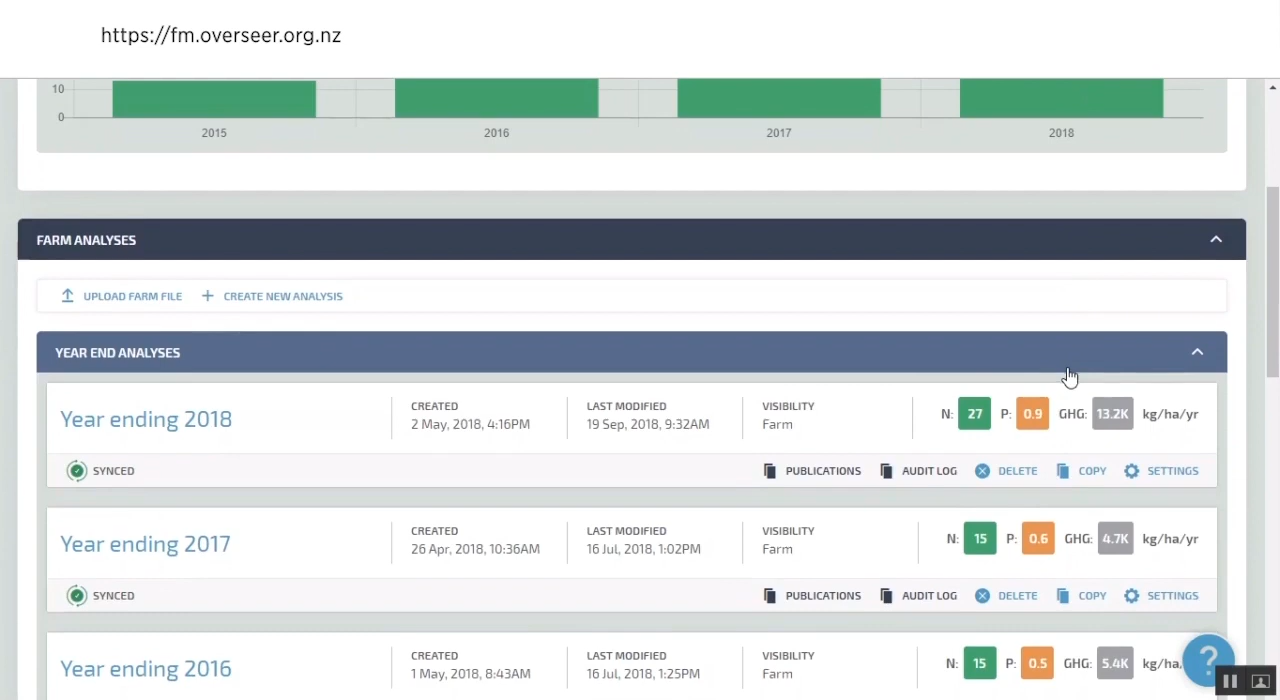 https://fm.overseer.org.nz
10
0
2015 2016 2017 2018
FARM ANALYSES
UPLOAD FARM FILE CREATE NEW ANALYSIS
YEAR END ANALYSES
Year ending 2018
CREATED
2 May, 2018, 4:16PM
LAST MODIFIED
19 Sep, 2018, 9:32AM
VISIBILITY
Farm
N: 27 P: 0.9 GHG: 13.2K kg/ha/yr
SYNCED
PUBLICATIONS AUDIT LOG DELETE COPY SETTINGS
Year ending 2017
CREATED
26 Apr, 2018, 10:36AM
LAST MODIFIED
16 Jul, 2018, 1:02PM
VISIBILITY
Farm
N: 15 P: 0.6 GHG: 4.7K kg/ha/yr
SYNCED
PUBLICATIONS AUDIT LOG DELETE COPY SETTINGS
Year ending 2016
CREATED
1 May, 2018, 8:43AM
LAST MODIFIED
16 Jul, 2018, 1:25PM
VISIBILITY
Farm
N: 15 P: 0.5 GHG: 5.4K kg/ha/
?